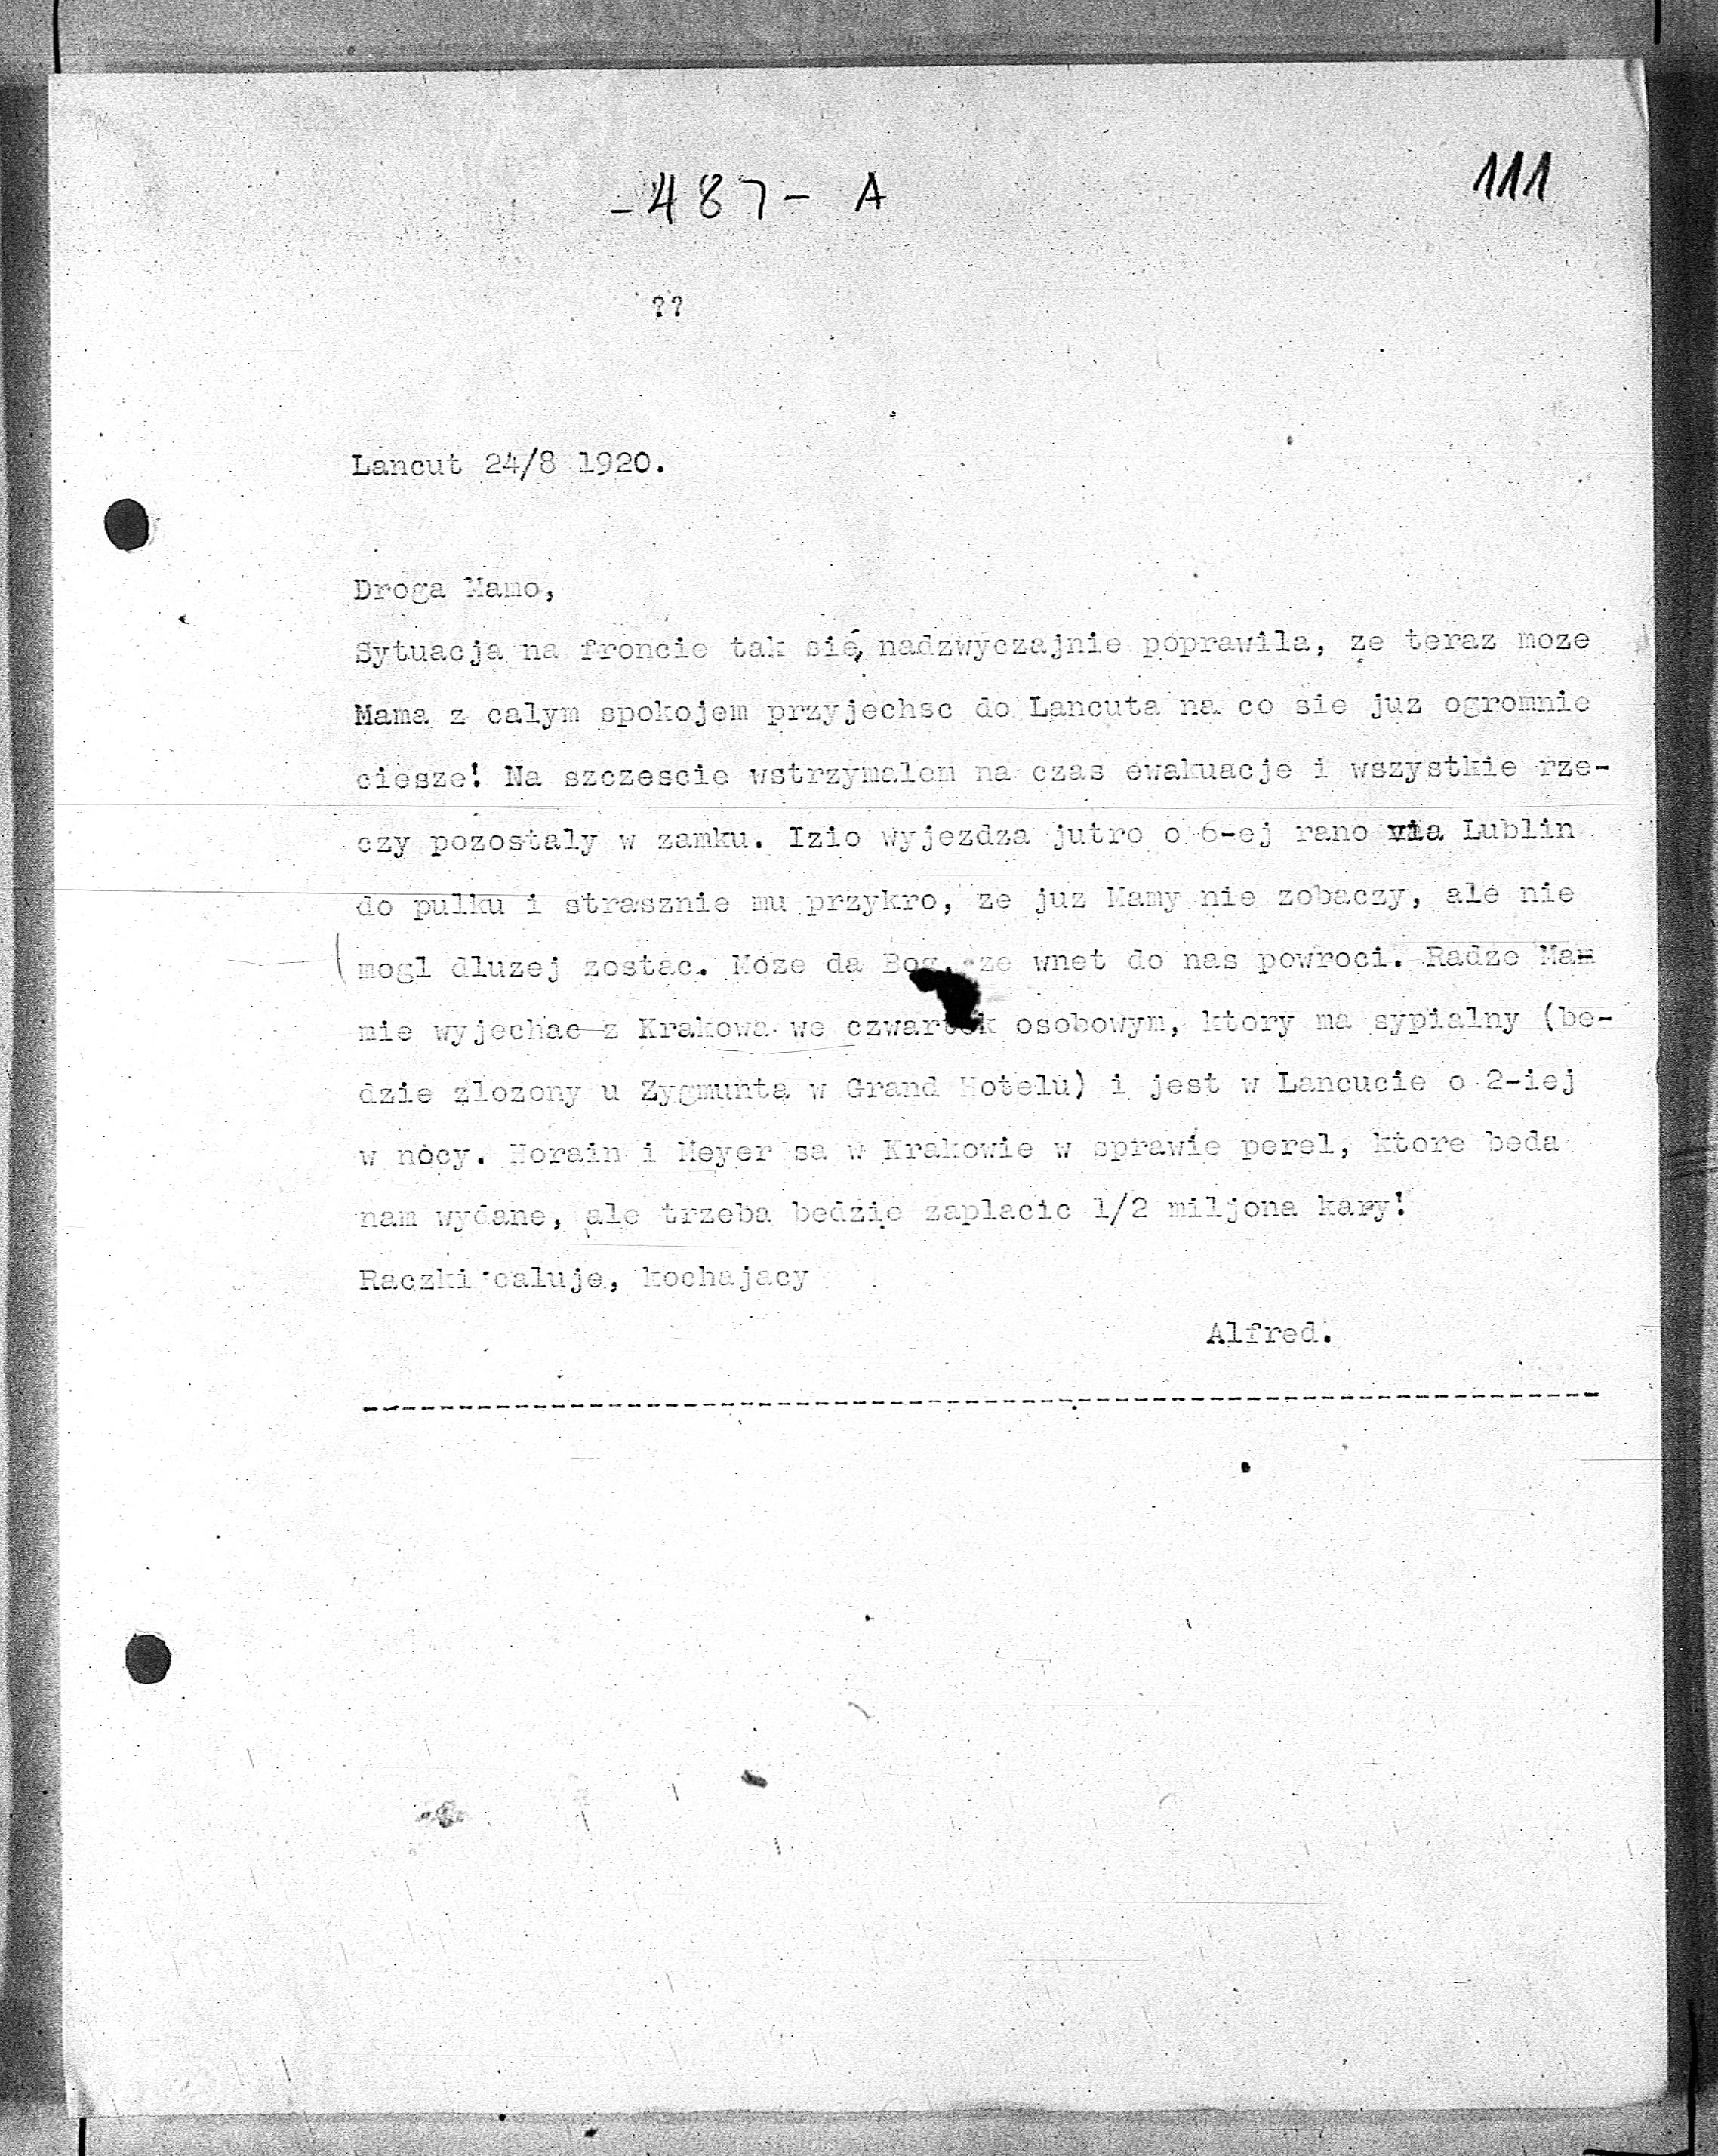 -487- A
111
??
Lancut 24/8 1920.
Droga Mamo,
Sytuacja na froncie tak sie, nadzwyczajnie poprawila, ze teraz moze
Mama z calym spokojem przyjechsc do Lancuta na co sie juz ogromnie
ciesze! Na szczescie wstrzymalem na czas ewakuacje i wszystkie rze-
czy pozostaly w zamku. Izio wyjezdza jutro o 6-ej rano via Lublin
do pulku i strasznie mu przykro, ze juz Mamy nie zobaczy, ale nie
mogl dluzej zostac. Moze da Bog, ze wnet do nas powroci. Radze Mam
mie wyjechac z Krakowa we czwartek osobowym, ktory ma sypialny (be-
dzie zlozony u Zygmunta w Grand Hotelu) i jest w Lancucie o 2-iej
w nocy. Horain i Meyer sa w Krakowie w sprawie perel, ktore beda
nam wydane, ale trzeba bedzie zaplacic 1/2 miljona kary!
Raczki caluje, kochajacy
Alfred.